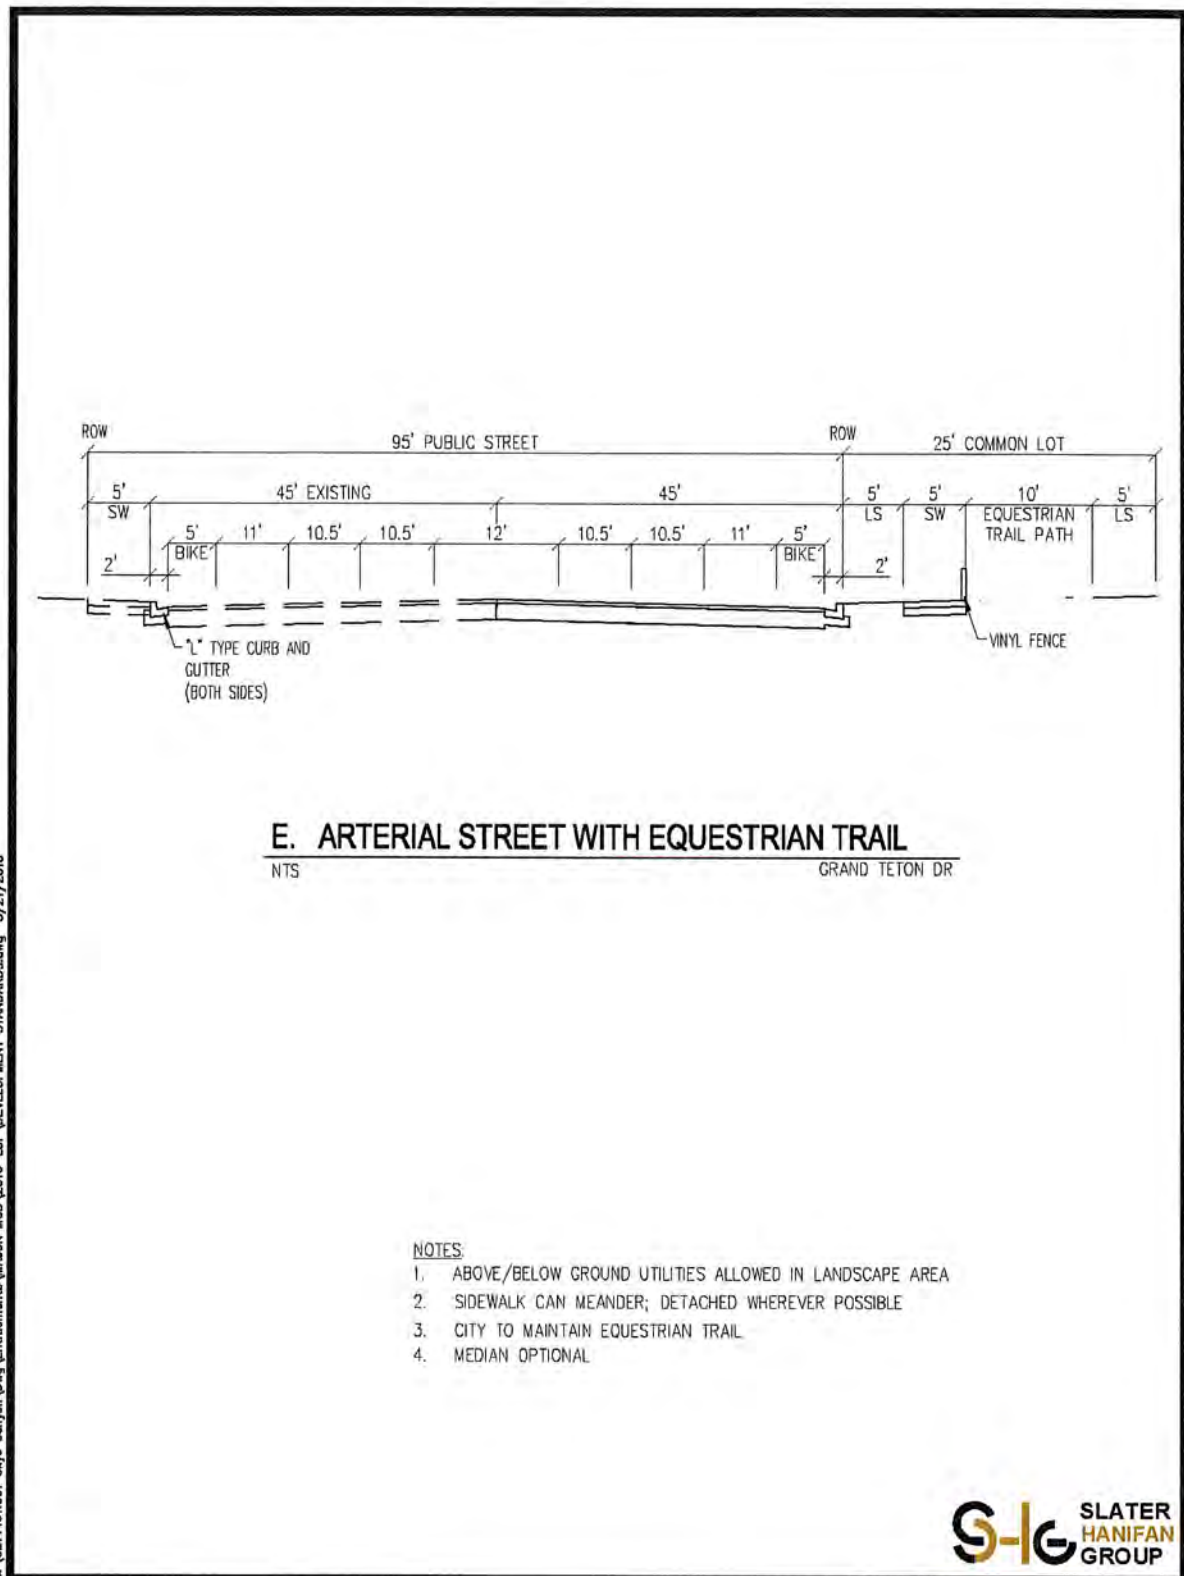 ROW
95' PUBLIC STREET
ROW
25' COMMON LOT
5'
SW
45' EXISTING
45'
5'
LS
5'
SW
10'
EQUESTRIAN
TRAIL PATH
5'
LS
5'
BIKE
11'
10.5'
10.5'
12'
10.5'
10.5'
11'
5'
BIKE
2'
2'
"L" TYPE CURB AND
GUTTER
(BOTH SIDES)
VINYL FENCE
E. ARTERIAL STREET WITH EQUESTRIAN TRAIL
NTS
GRAND TETON DR
NOTES:
1. ABOVE/BELOW GROUND UTILITIES ALLOWED IN LANDSCAPE AREA
2. SIDEWALK CAN MEANDER; DETACHED WHEREVER POSSIBLE
3. CITY TO MAINTAIN EQUESTRIAN TRAIL
4. MEDIAN OPTIONAL
SHG
SLATER
HANIFAN
GROUP